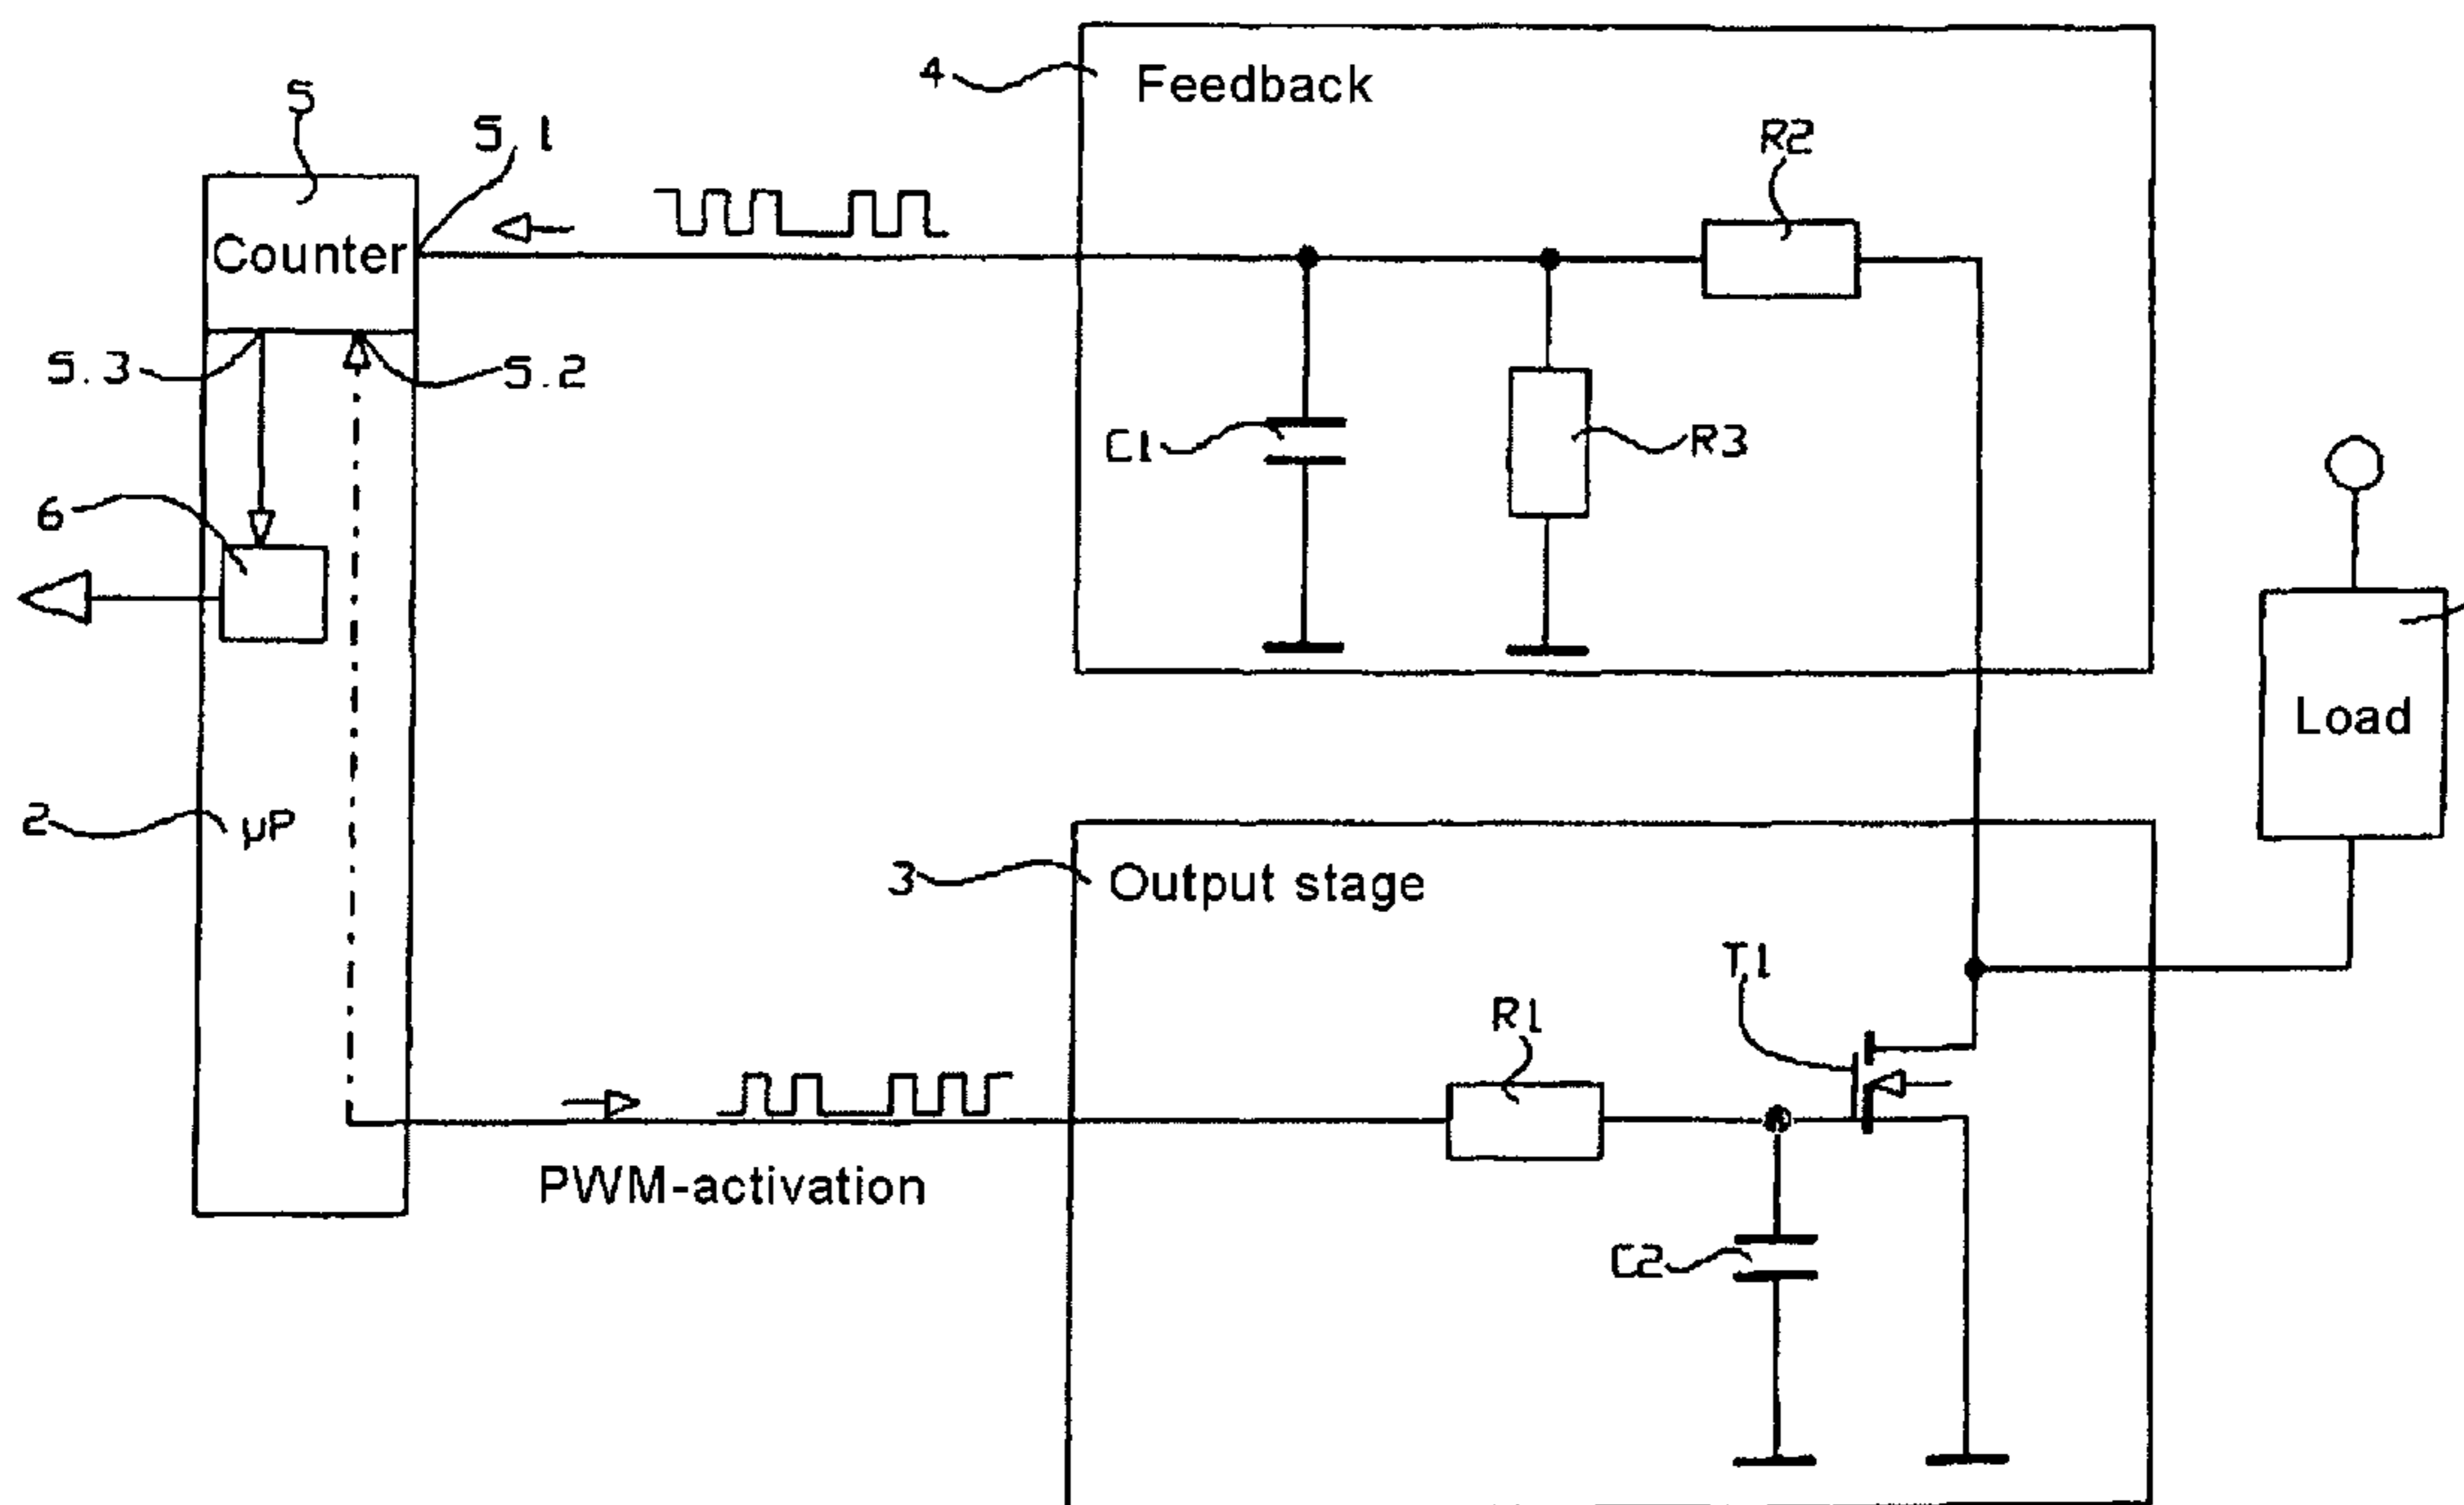 4
Feedback
5
5.1
R2
Counter
5.3
5.2
C1
R3
6
Load
2
µP
3
Output stage
T1
R1
PWM-activation
C2